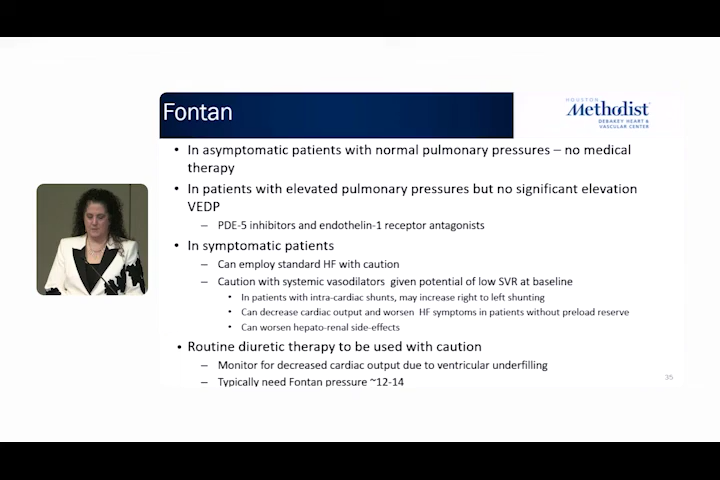 Fontan
HOUSTON
Methodist
DEBAKEY HEART &
VASCULAR CENTER
• In asymptomatic patients with normal pulmonary pressures – no medical
therapy
• In patients with elevated pulmonary pressures but no significant elevation
VEDP
– PDE-5 inhibitors and endothelin-1 receptor antagonists
• In symptomatic patients
– Can employ standard HF with caution
– Caution with systemic vasodilators given potential of low SVR at baseline
• In patients with intra-cardiac shunts, may increase right to left shunting
• Can decrease cardiac output and worsen HF symptoms in patients without preload reserve
• Can worsen hepato-renal side-effects
• Routine diuretic therapy to be used with caution
– Monitor for decreased cardiac output due to ventricular underfilling
– Typically need Fontan pressure ~12-14
35